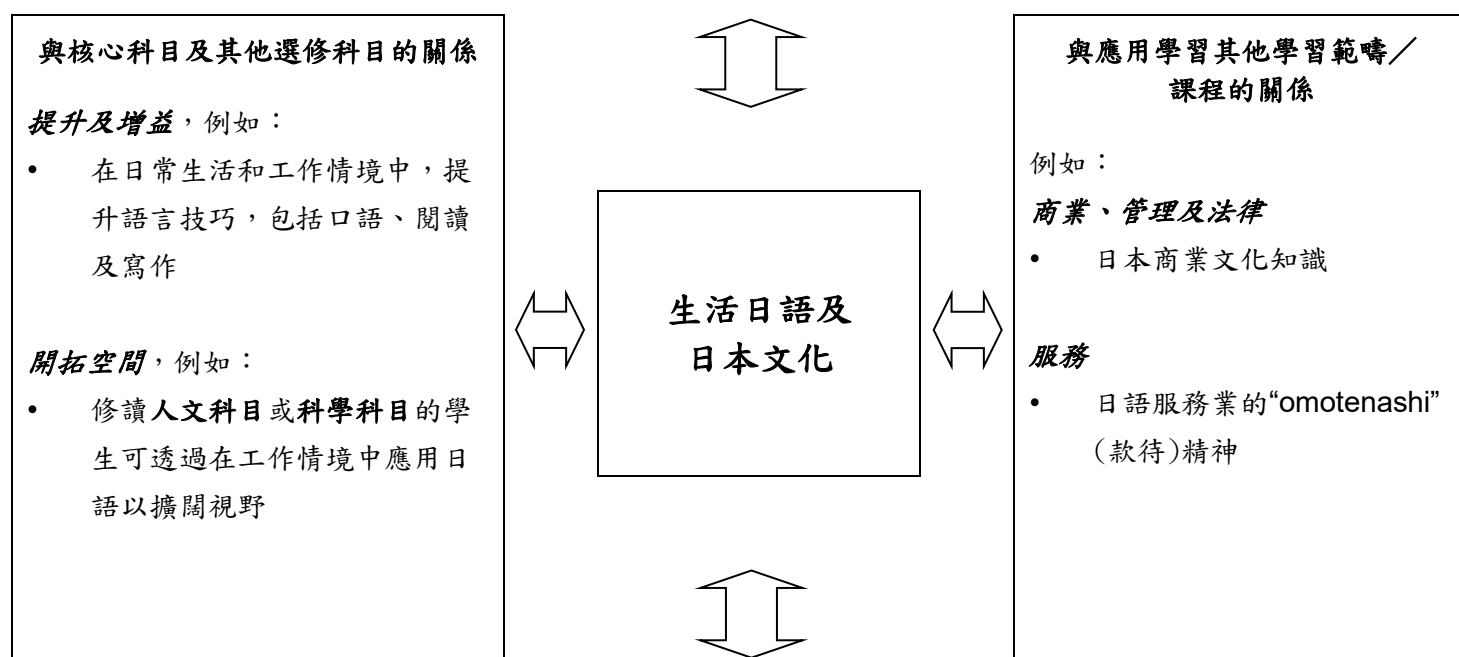 與核心科目及其他選修科目的關係
提升及增益，例如：
• 在日常生活和工作情境中，提
升語言技巧，包括口語、閱讀
及寫作
開拓空間，例如：
• 修讀人文科目或科學科目的學
生可透過在工作情境中應用日
語以擴闊視野
生活日語及
日本文化
與應用學習其他學習範疇／
課程的關係
例如：
商業、管理及法律
• 日本商業文化知識
服務
• 日語服務業的“omotenashi”
(款待)精神